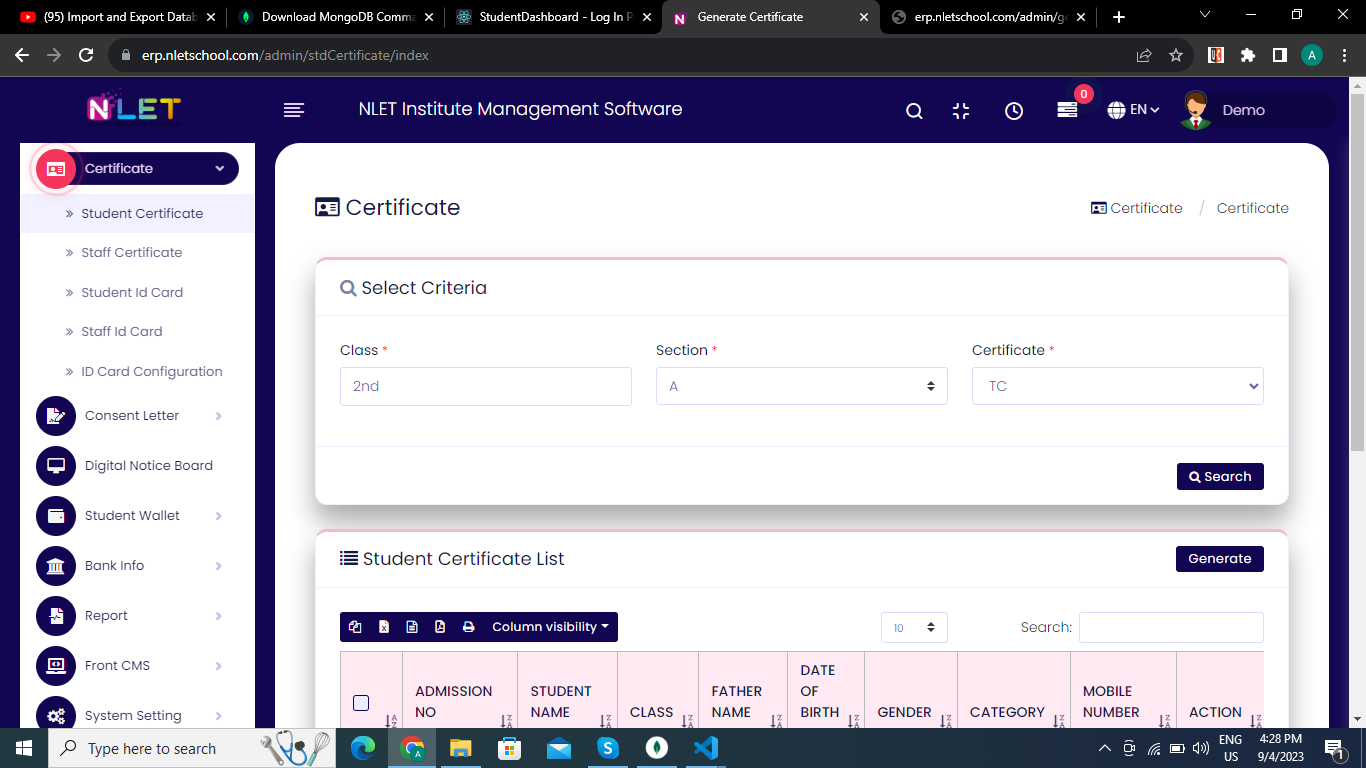 (95) Import and Export Datab
Download MongoDB Comma
StudentDashboard - Log In P
Generate Certificate
erp.nletschool.com/admin/ge
erp.nletschool.com/admin/stdCertificate/index
A
NLET
NLET Institute Management Software
0
EN
Demo
Certificate
Student Certificate
Staff Certificate
Student Id Card
Staff Id Card
ID Card Configuration
Consent Letter
Digital Notice Board
Student Wallet
Bank Info
Report
Front CMS
System Setting
Certificate
Certificate / Certificate
Select Criteria
Class *
Section *
Certificate *
2nd
A
TC
Search
Student Certificate List
Generate
Column visibility
10
Search:
ADMISSION NO
STUDENT NAME
CLASS
FATHER NAME
DATE OF BIRTH
GENDER
CATEGORY
MOBILE NUMBER
ACTION
Type here to search
ENG
US
4:28 PM
9/4/2023
1